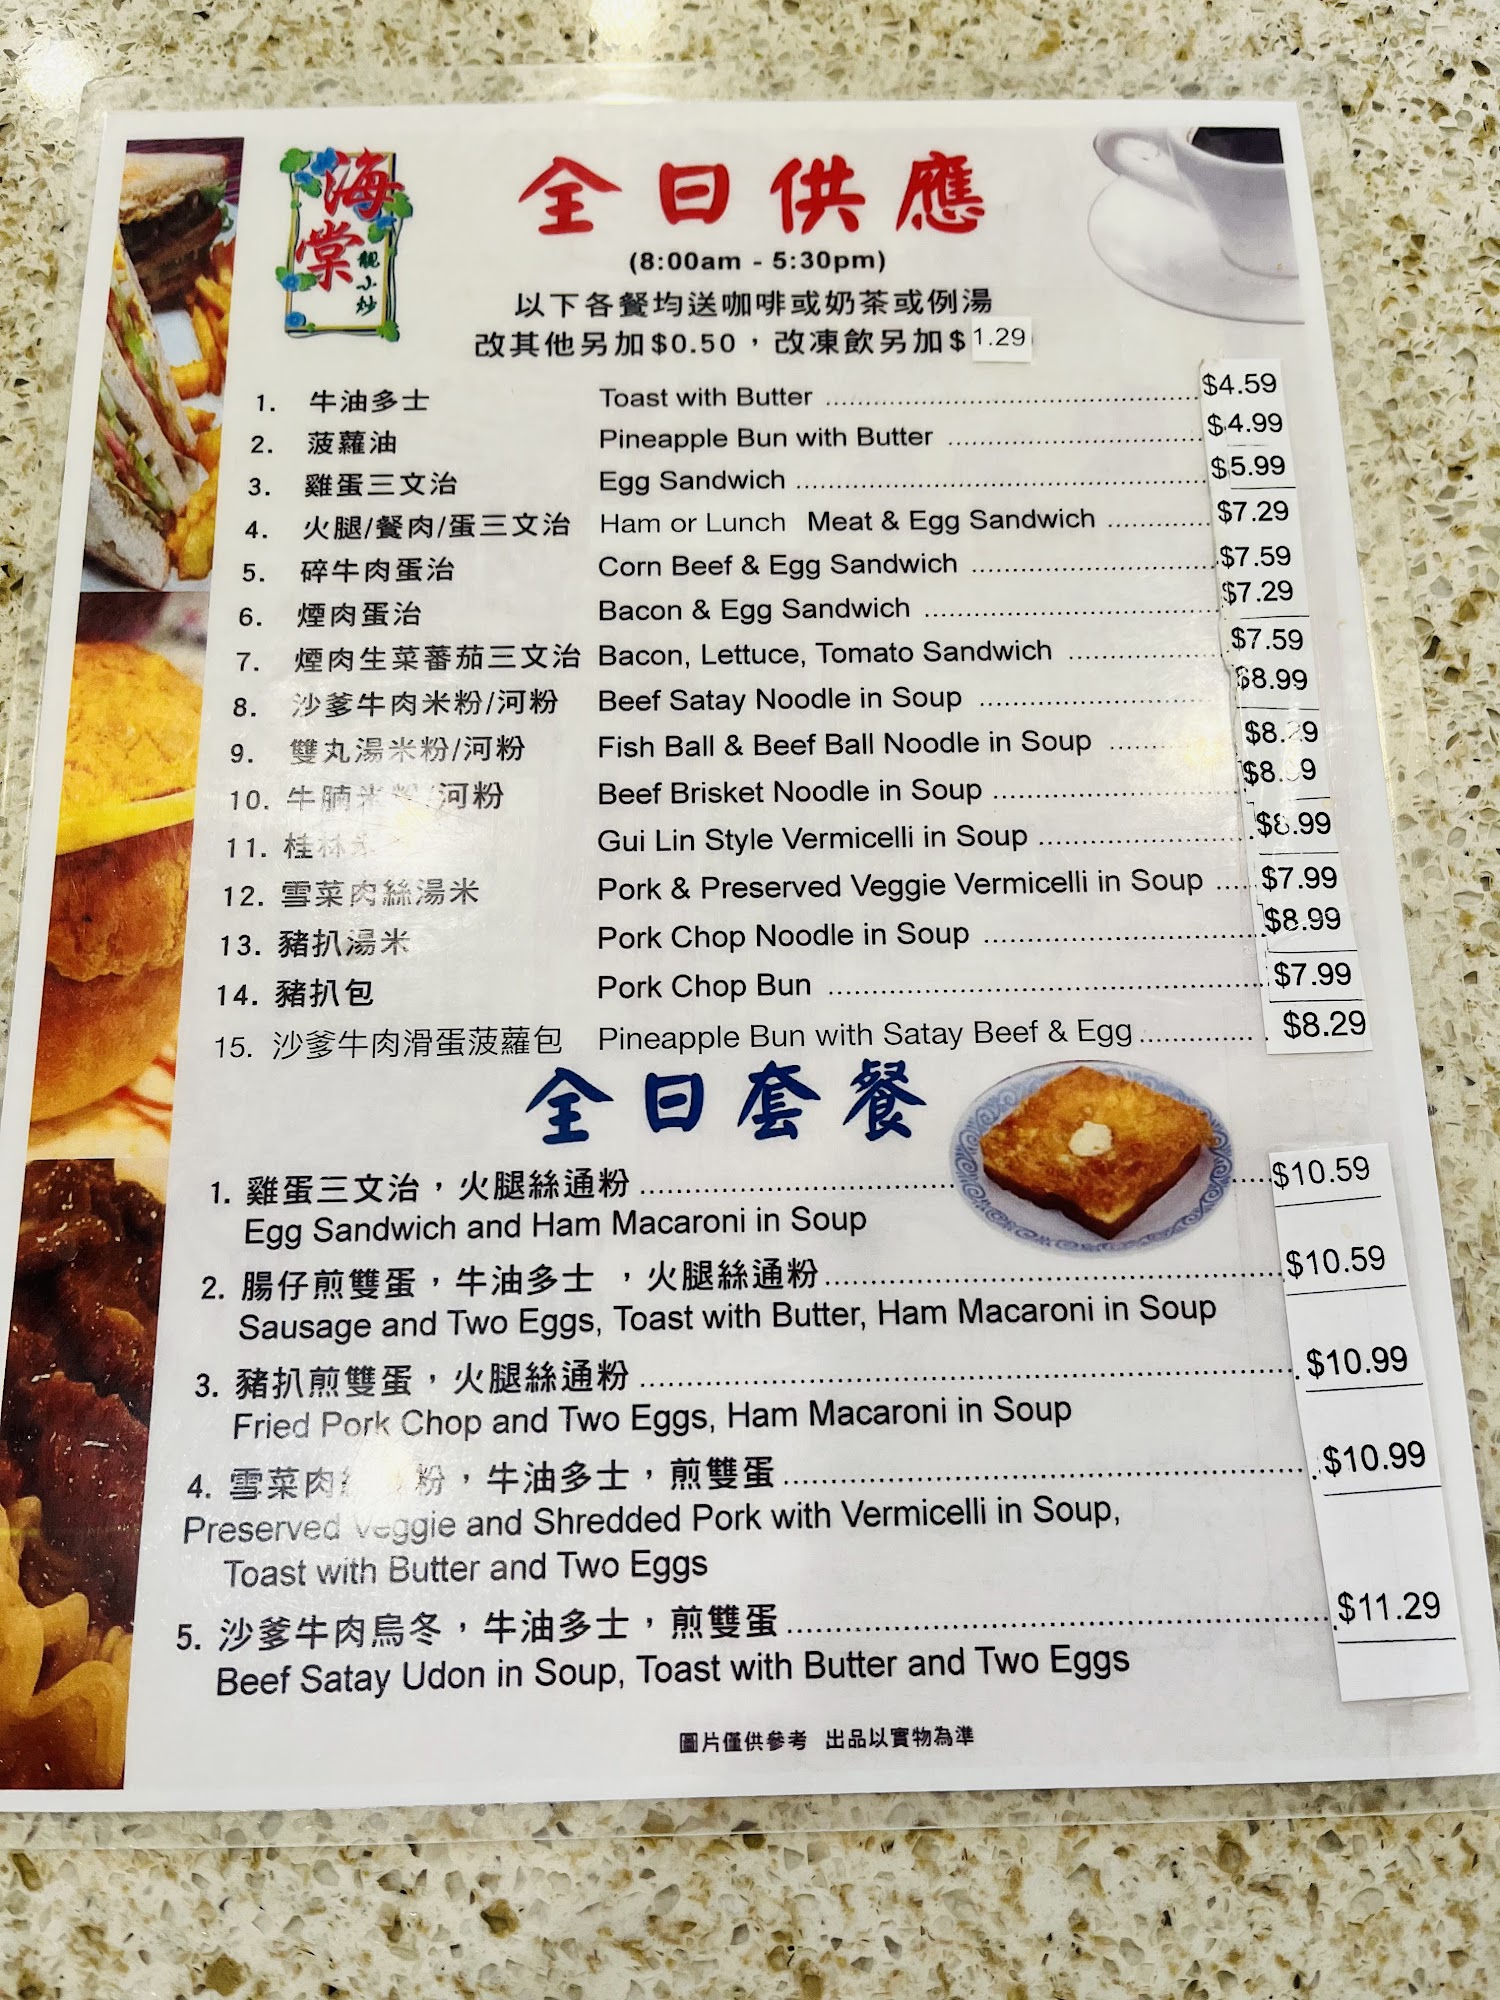 海棠
靚小炒
全日供應
(8:00am - 5:30pm)
以下各餐均送咖啡或奶茶或例湯
改其他另加$0.50，改凍飲另加$1.29
1. 牛油多士 Toast with Butter $4.59
2. 菠蘿油 Pineapple Bun with Butter $4.99
3. 雞蛋三文治 Egg Sandwich $5.99
4. 火腿/餐肉/蛋三文治 Ham or Lunch Meat & Egg Sandwich $7.29
5. 碎牛肉蛋治 Corn Beef & Egg Sandwich $7.59
6. 煙肉蛋治 Bacon & Egg Sandwich $7.29
7. 煙肉生菜蕃茄三文治 Bacon, Lettuce, Tomato Sandwich $7.59
8. 沙爹牛肉米粉/河粉 Beef Satay Noodle in Soup $8.99
9. 雙丸湯米粉/河粉 Fish Ball & Beef Ball Noodle in Soup
10. 牛腩米粉/河粉 Beef Brisket Noodle in Soup
11. 桂林 Gui Lin Style Vermicelli in Soup $8.99
12. 雪菜肉絲湯米 Pork & Preserved Veggie Vermicelli in Soup $7.99
13. 豬扒湯米 Pork Chop Noodle in Soup $8.99
14. 豬扒包 Pork Chop Bun $7.99
15. 沙爹牛肉滑蛋菠蘿包 Pineapple Bun with Satay Beef & Egg $8.29
全日套餐
1. 雞蛋三文治，火腿絲通粉 $10.59
Egg Sandwich and Ham Macaroni in Soup
2. 腸仔煎雙蛋，牛油多士，火腿絲通粉 $10.59
Sausage and Two Eggs, Toast with Butter, Ham Macaroni in Soup
3. 豬扒煎雙蛋，火腿絲通粉 $10.99
Fried Pork Chop and Two Eggs, Ham Macaroni in Soup
4. 雪菜肉 粉，牛油多士，煎雙蛋 $10.99
Preserved Veggie and Shredded Pork with Vermicelli in Soup,
Toast with Butter and Two Eggs
5. 沙爹牛肉烏冬，牛油多士，煎雙蛋 $11.29
Beef Satay Udon in Soup, Toast with Butter and Two Eggs
圖片僅供參考 出品以實物為準